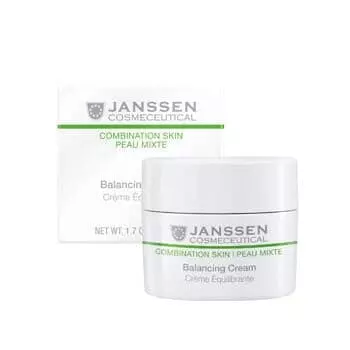 JANSSEN
COSMECEUTICAL
COMBINATION SKIN
PEAU MIXTE
Balancing
Crème
NET WT. 1.7
JANSSEN
COSMECEUTICAL
COMBINATION SKIN | PEAU MIXTE
Balancing Cream
Crème Équilibrante